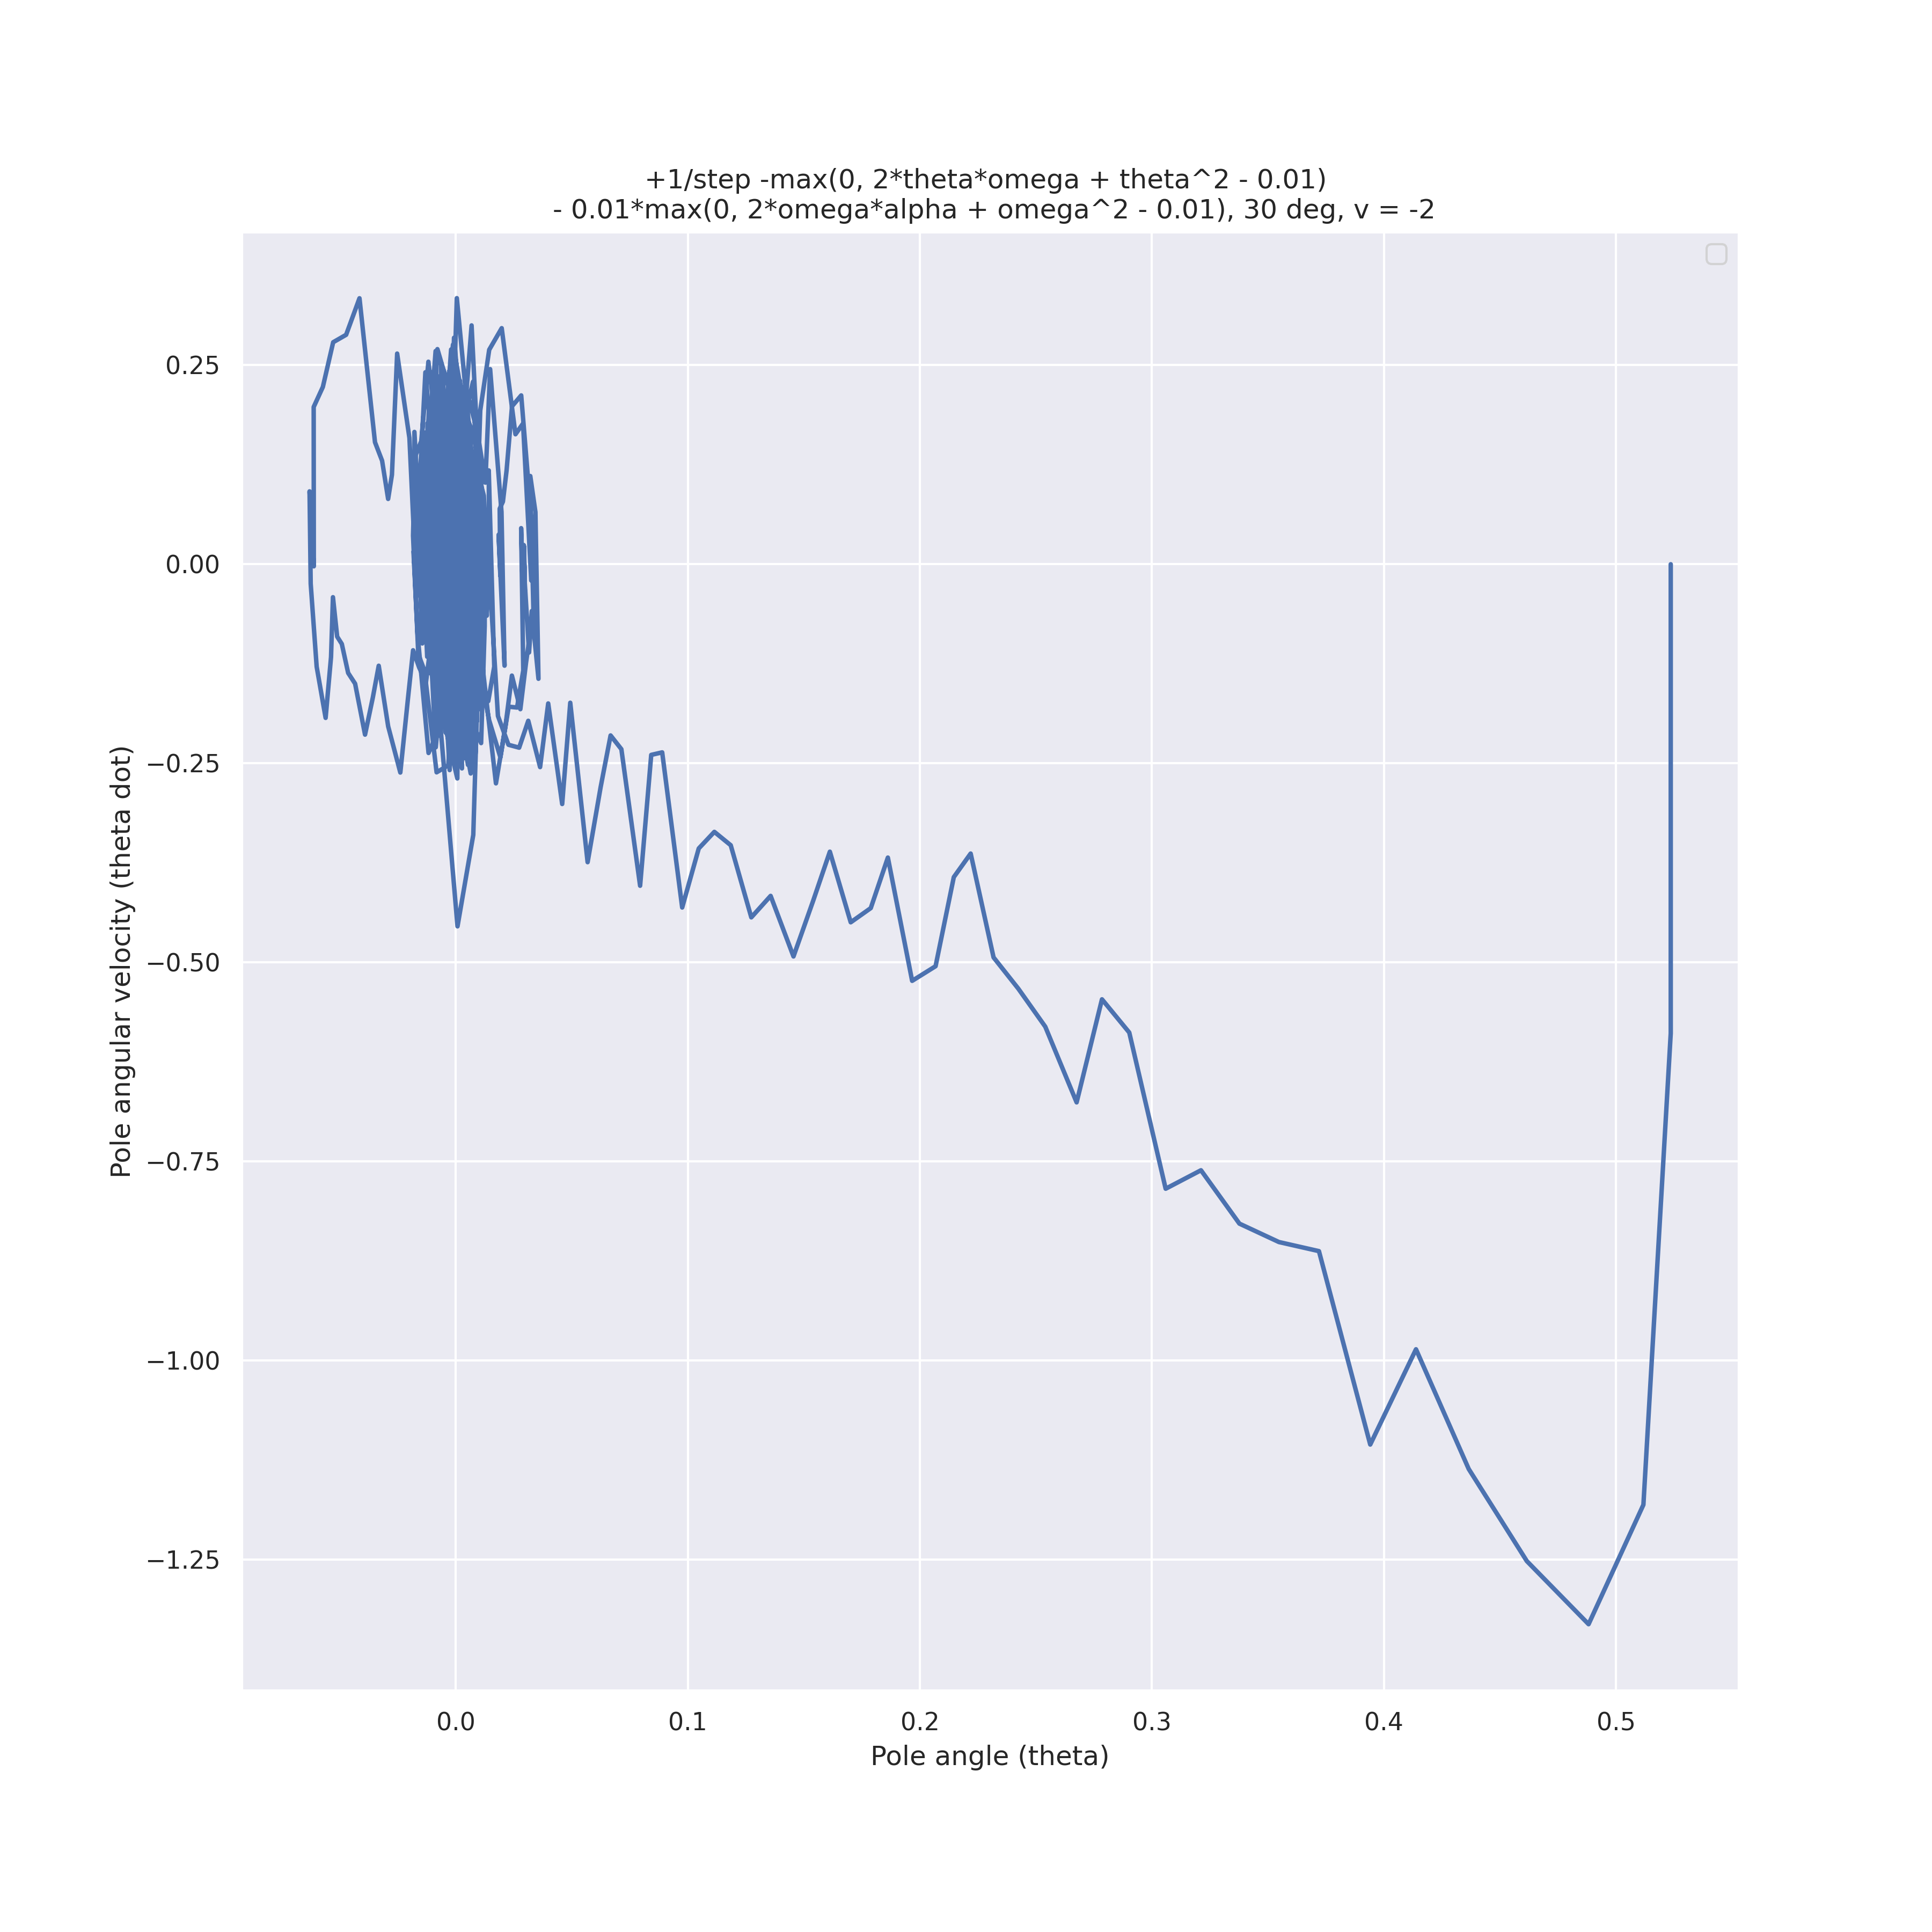 +1/step -max(0, 2*theta*omega + theta^2 - 0.01)
- 0.01*max(0, 2*omega*alpha + omega^2 - 0.01), 30 deg, v = -2
Pole angular velocity (theta dot)
0.25
0.00
−0.25
−0.50
−0.75
−1.00
−1.25
0.0 0.1 0.2 0.3 0.4 0.5
Pole angle (theta)